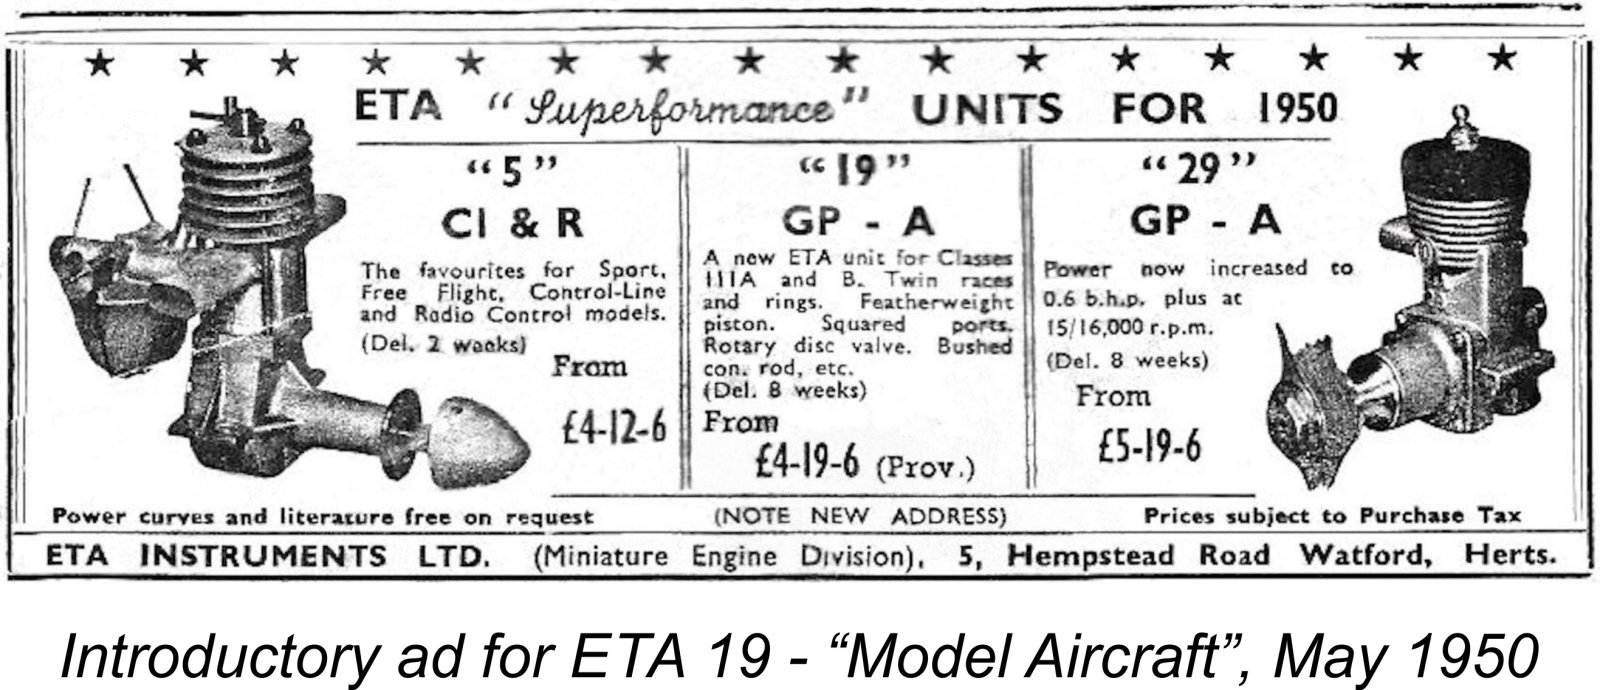 ETA "Superformance" UNITS FOR 1950
"5"
CI & R
The favourites for Sport,
Free Flight, Control-Line
and Radio Control models.
(Del. 2 weeks)
From
£4-12-6
"19"
GP - A
A new ETA unit for Classes
IIIA and B. Twin races
and rings. Featherweight
piston. Squared ports.
Rotary disc valve. Bushed
con. rod, etc.
(Del. 8 weeks)
From
£4-19-6 (Prov.)
"29"
GP - A
Power now increased to
0.6 b.h.p. plus at
15/16,000 r.p.m.
(Del. 8 weeks)
From
£5-19-6
Power curves and literature free on request
(NOTE NEW ADDRESS)
Prices subject to Purchase Tax
ETA INSTRUMENTS LTD. (Miniature Engine Division), 5, Hempstead Road Watford, Herts.
Introductory ad for ETA 19 - “Model Aircraft”, May 1950